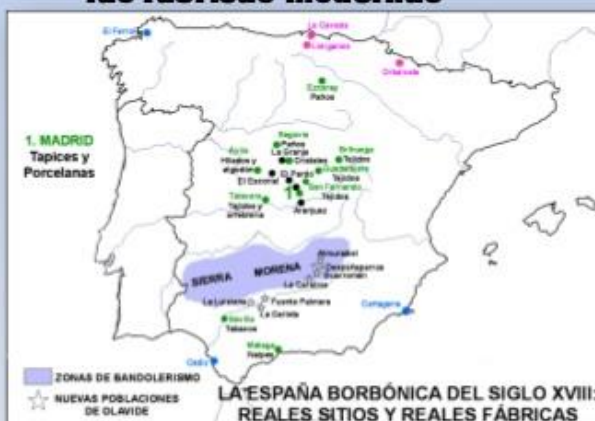 las fábricas modernas
El Ferrol
La Cavada
Liérganes
Orbaiceta
Ezcaray
Paños
1. MADRID
Tapices y
Porcelanas
Segovia
Paños
La Granja
Cristales
Ávila
Hilados y
algodón
Brihuega
Tejidos
Guadalajara
Tejidos
El Escorial
El Pardo
San Fernando
Tejidos
1
Talavera
Tejidos y
Aranjuez
SIERRA MORENA
Almuradiel
Despeñaperros
Guarromán
La Carolina
La Luisiana
Fuente Palmera
La Carlota
Sevilla
Tabacos
Málaga
Naipes
Cartagena
Cádiz
ZONAS DE BANDOLERISMO
NUEVAS POBLACIONES
DE OLAVIDE
LA ESPAÑA BORBÓNICA DEL SIGLO XVIII:
REALES SITIOS Y REALES FÁBRICAS